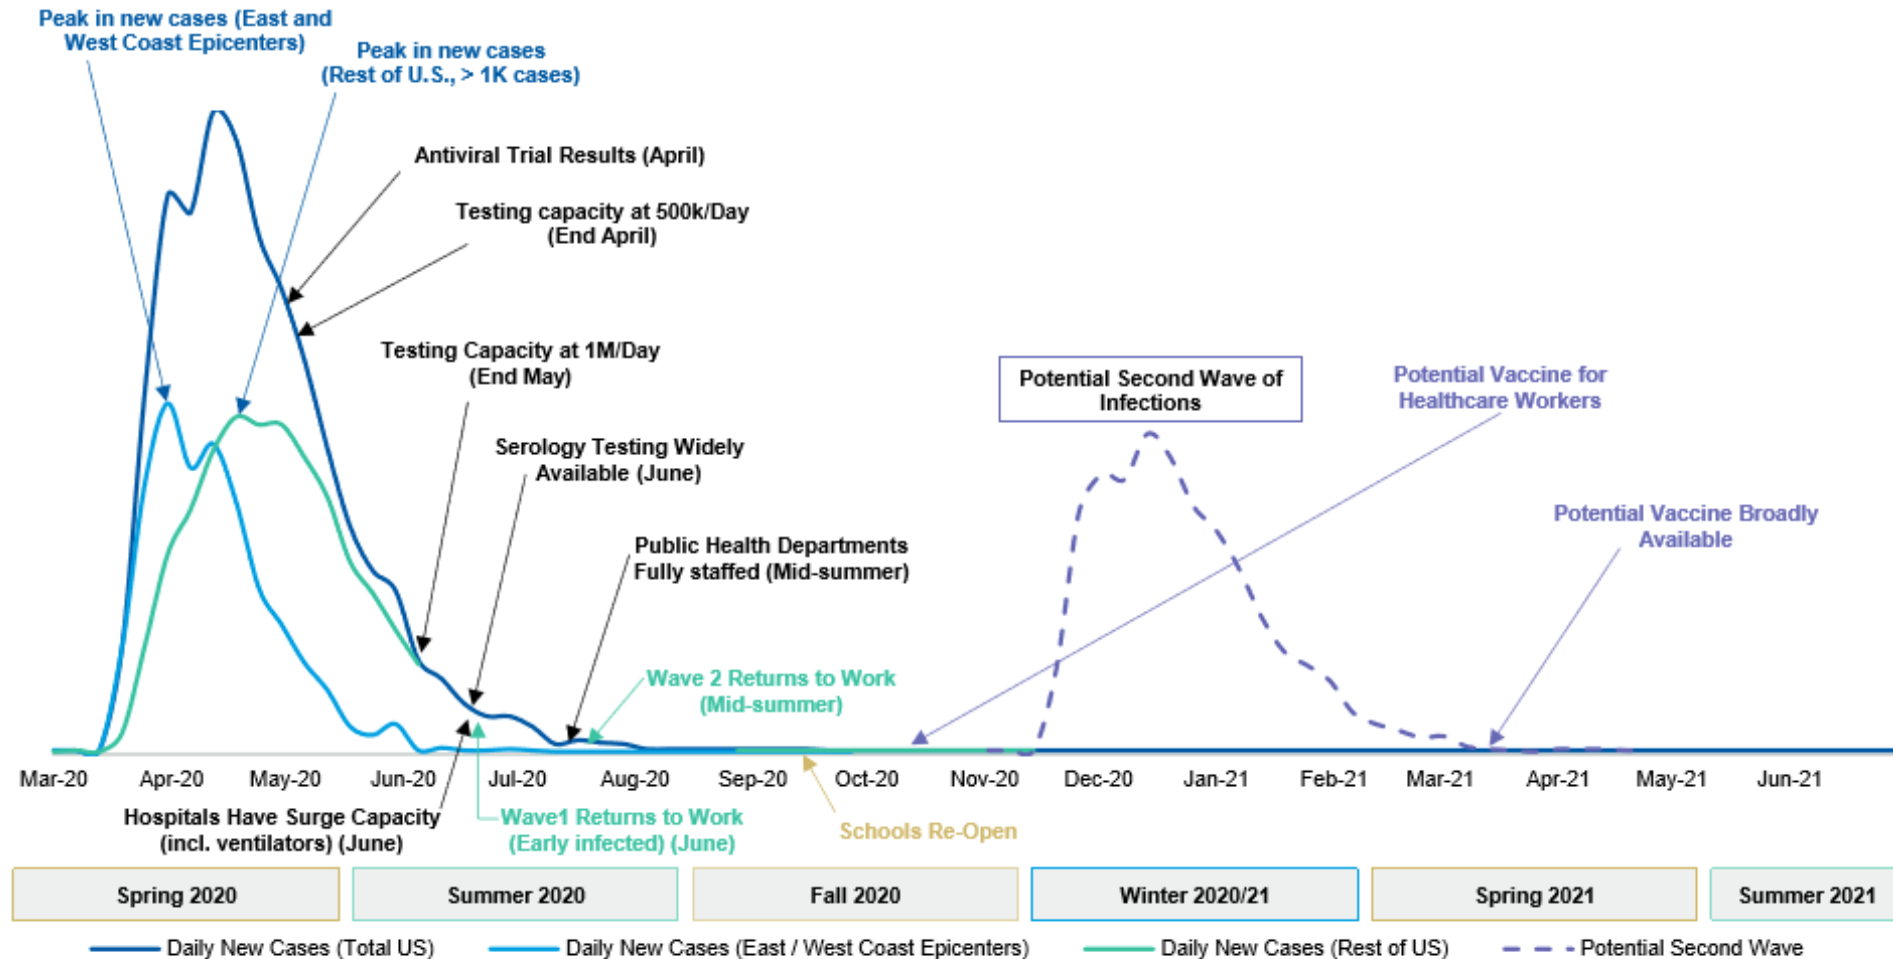 Peak in new cases (East and
West Coast Epicenters)
Peak in new cases
(Rest of U.S., > 1K cases)
Antiviral Trial Results (April)
Testing capacity at 500k/Day
(End April)
Testing Capacity at 1M/Day
(End May)
Serology Testing Widely
Available (June)
Public Health Departments
Fully staffed (Mid-summer)
Wave 2 Returns to Work
(Mid-summer)
Potential Second Wave of
Infections
Potential Vaccine for
Healthcare Workers
Potential Vaccine Broadly
Available
Mar-20 Apr-20 May-20 Jun-20 Jul-20 Aug-20 Sep-20 Oct-20 Nov-20 Dec-20 Jan-21 Feb-21 Mar-21 Apr-21 May-21 Jun-21
Hospitals Have Surge Capacity
(incl. ventilators) (June)
Wave1 Returns to Work
(Early infected) (June)
Schools Re-Open
Spring 2020 Summer 2020 Fall 2020 Winter 2020/21 Spring 2021 Summer 2021
Daily New Cases (Total US) Daily New Cases (East / West Coast Epicenters) Daily New Cases (Rest of US) Potential Second Wave